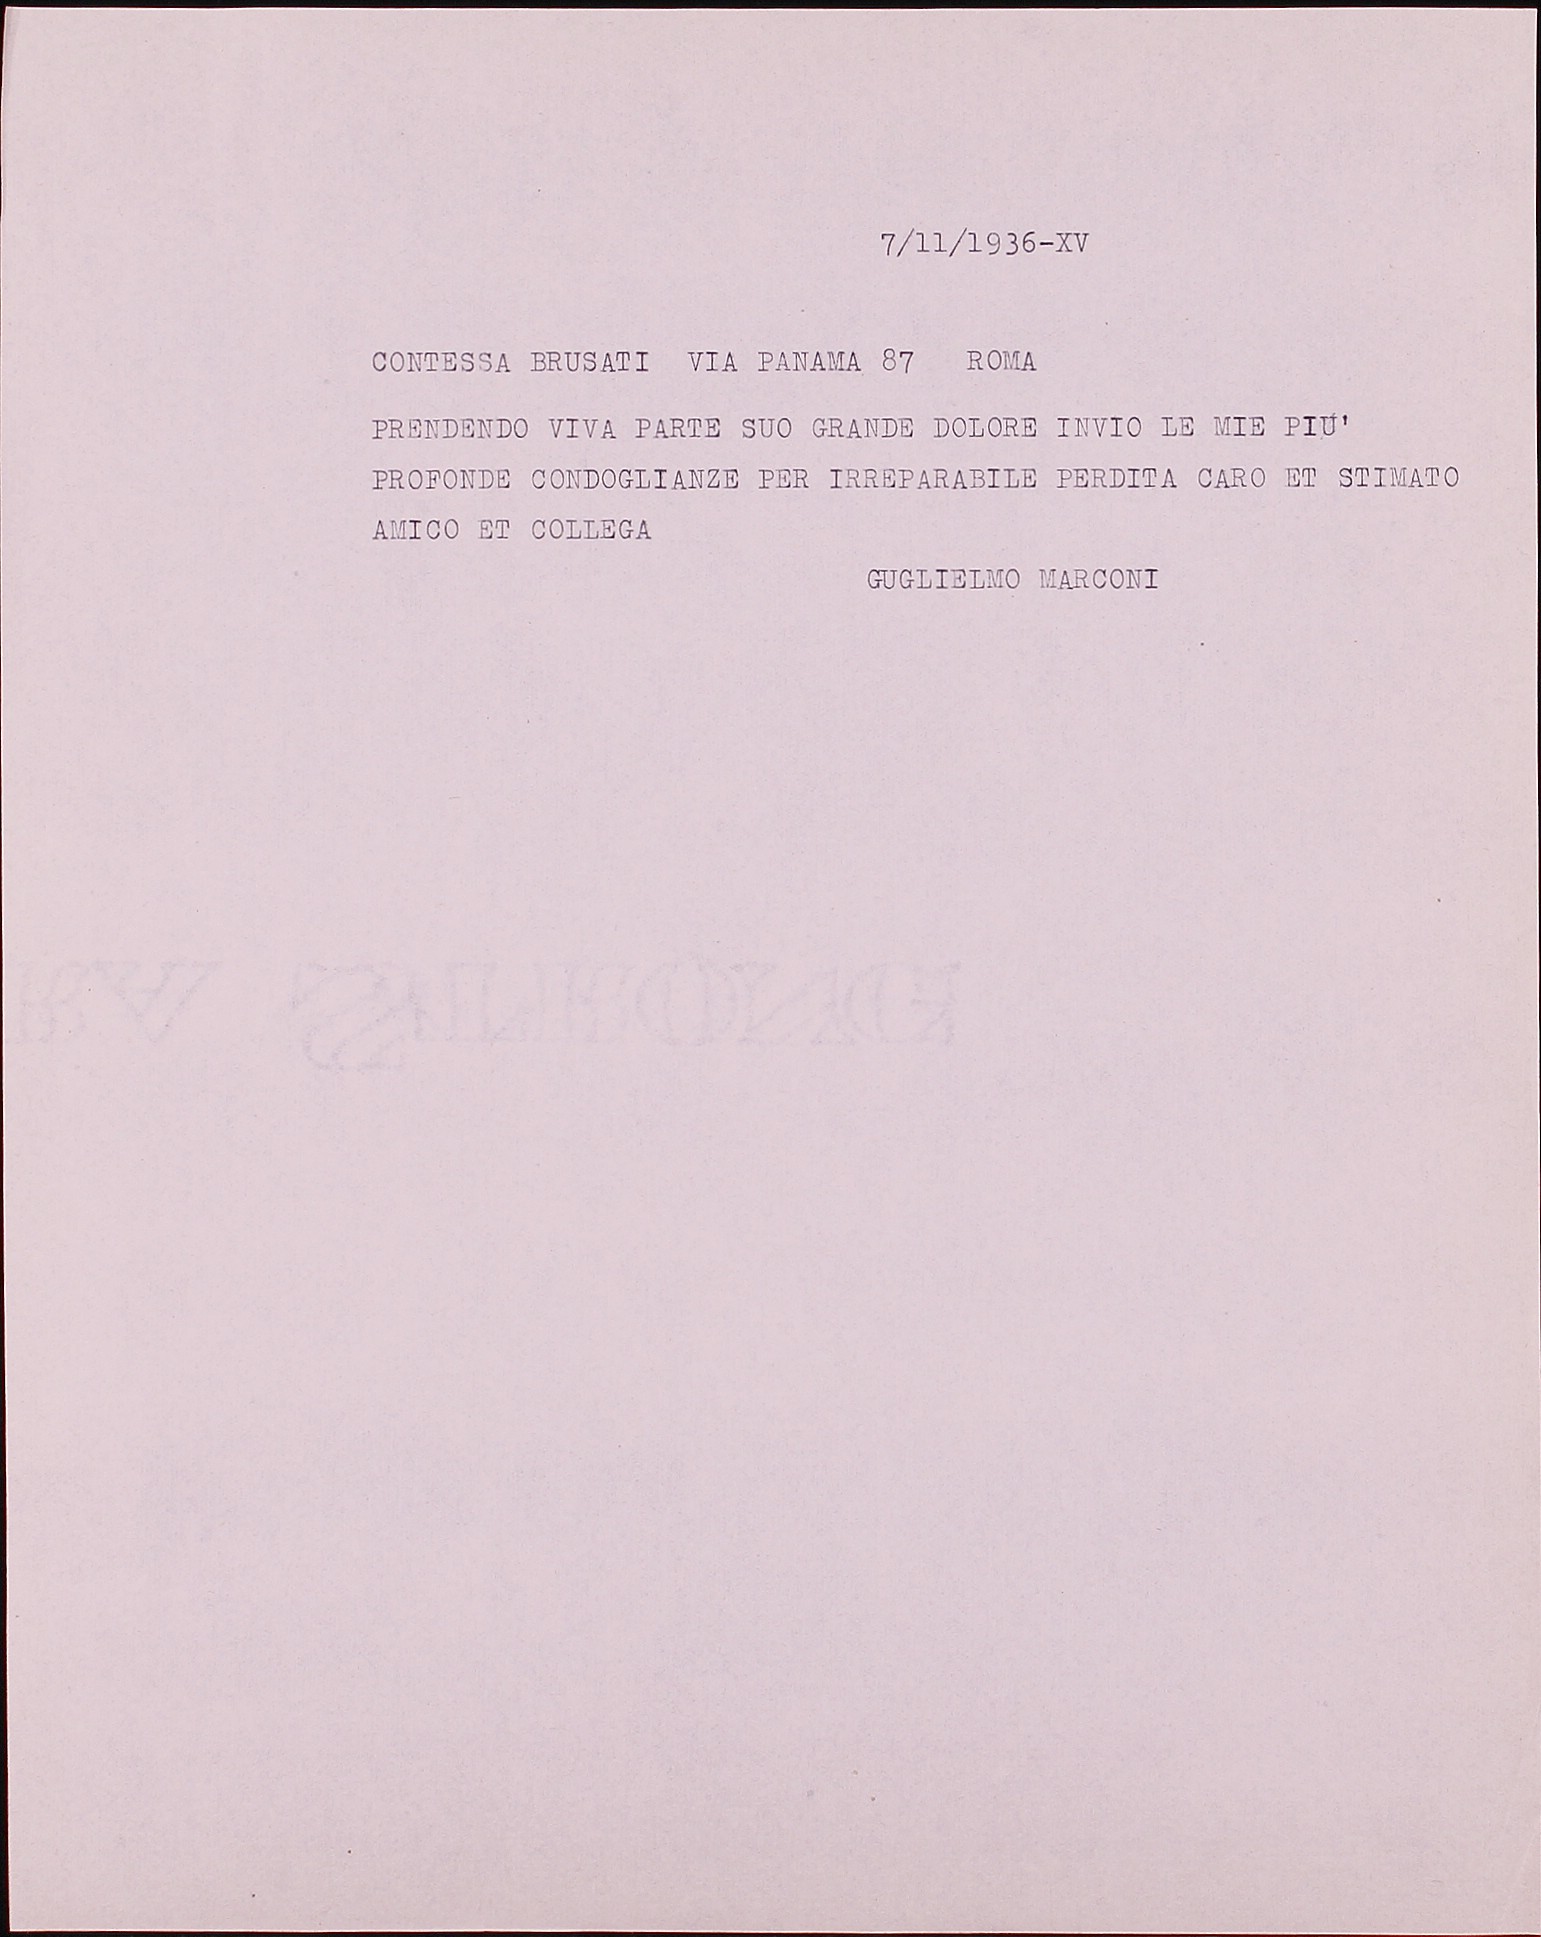 7/11/1936-XV
CONTESSA BRUSATI VIA PANAMA 87 ROMA
PRENDENDO VIVA PARTE SUO GRANDE DOLORE INVIO LE MIE PIU'
PROFONDE CONDOGLIANZE PER IRREPARABILE PERDITA CARO ET STIMATO
AMICO ET COLLEGA
GUGLIELMO MARCONI